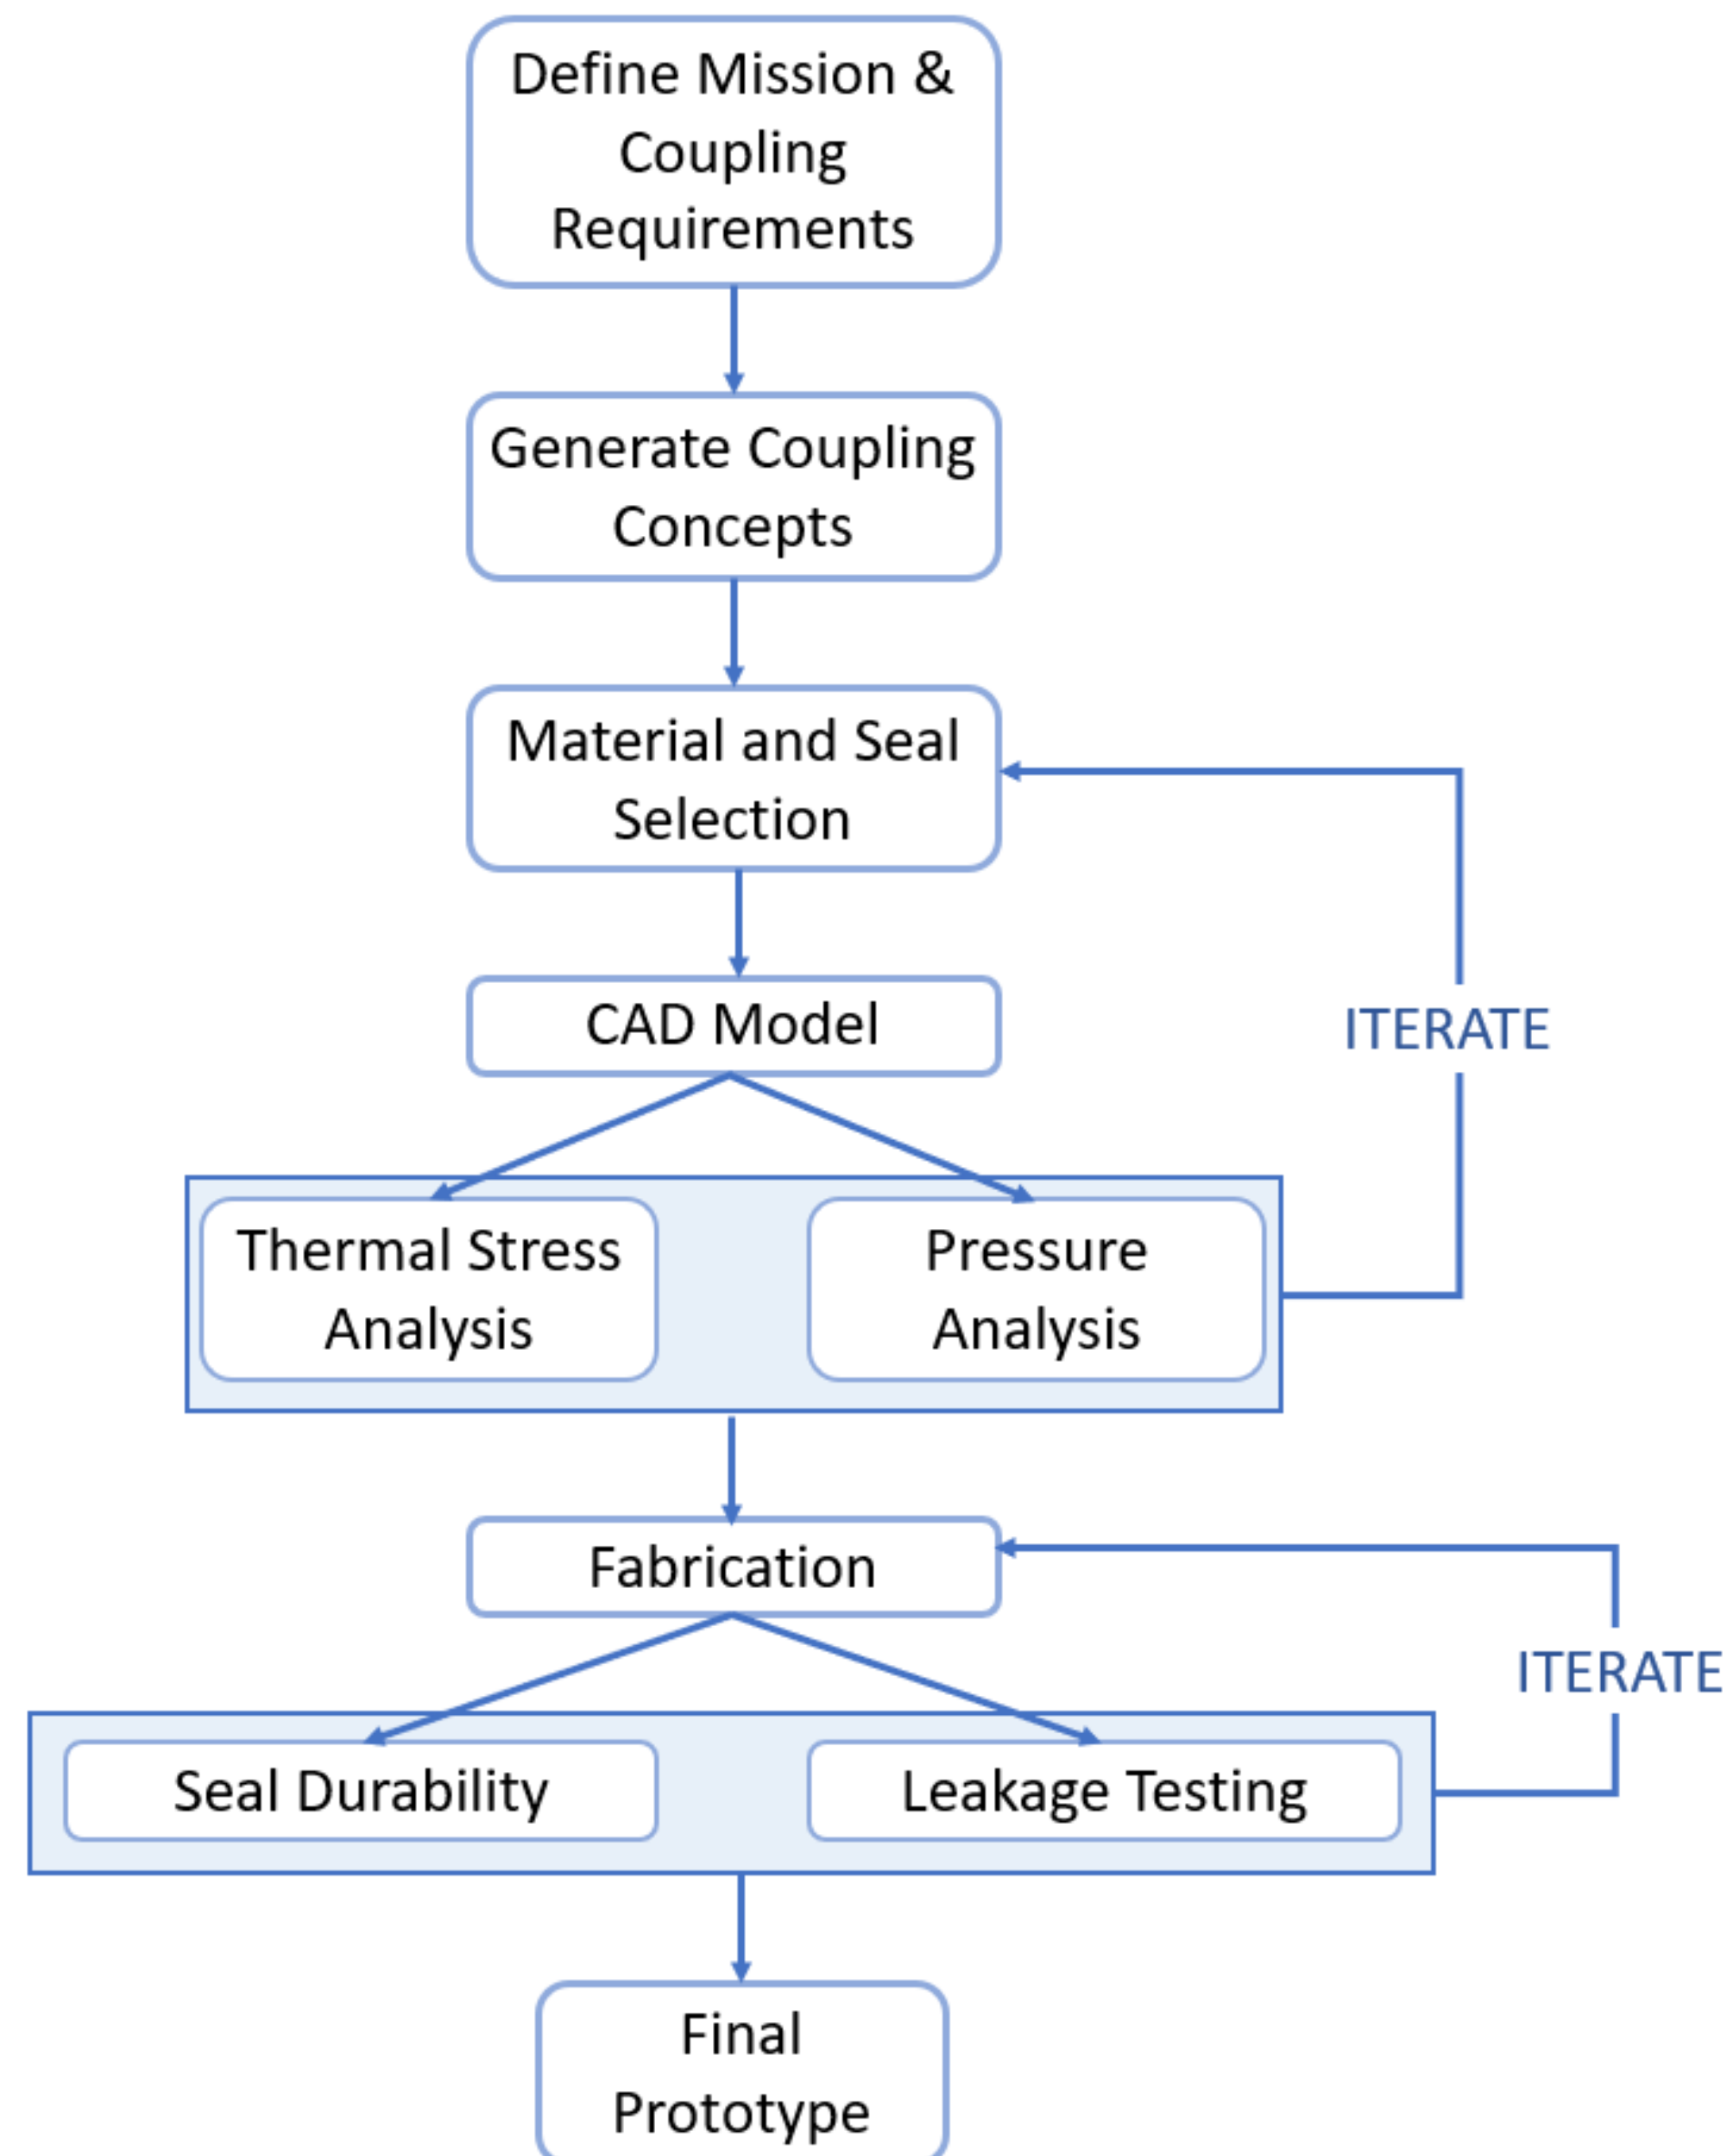 Define Mission &
Coupling
Requirements
Generate Coupling
Concepts
Material and Seal
Selection
CAD Model
ITERATE
Thermal Stress
Analysis
Pressure
Analysis
Fabrication
ITERATE
Seal Durability
Leakage Testing
Final
Prototype